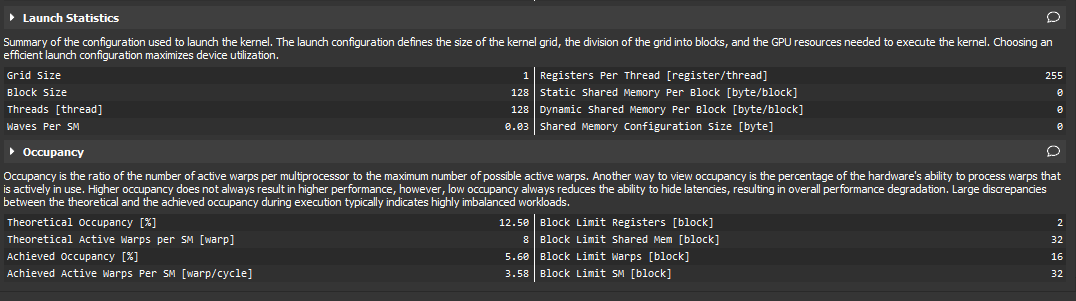 Launch Statistics
Summary of the configuration used to launch the kernel. The launch configuration defines the size of the kernel grid, the division of the grid into blocks, and the GPU resources needed to execute the kernel. Choosing an
efficient launch configuration maximizes device utilization.
Grid Size 1 Registers Per Thread [register/thread] 255
Block Size 128 Static Shared Memory Per Block [byte/block] 0
Threads [thread] 128 Dynamic Shared Memory Per Block [byte/block] 0
Waves Per SM 0.03 Shared Memory Configuration Size [byte] 0
Occupancy
Occupancy is the ratio of the number of active warps per multiprocessor to the maximum number of possible active warps. Another way to view occupancy is the percentage of the hardware's ability to process warps that
is actively in use. Higher occupancy does not always result in higher performance, however, low occupancy always reduces the ability to hide latencies, resulting in overall performance degradation. Large discrepancies
between the theoretical and the achieved occupancy during execution typically indicates highly imbalanced workloads.
Theoretical Occupancy [%] 12.50 Block Limit Registers [block] 2
Theoretical Active Warps per SM [warp] 8 Block Limit Shared Mem [block] 32
Achieved Occupancy [%] 5.60 Block Limit Warps [block] 16
Achieved Active Warps Per SM [warp/cycle] 3.58 Block Limit SM [block] 32